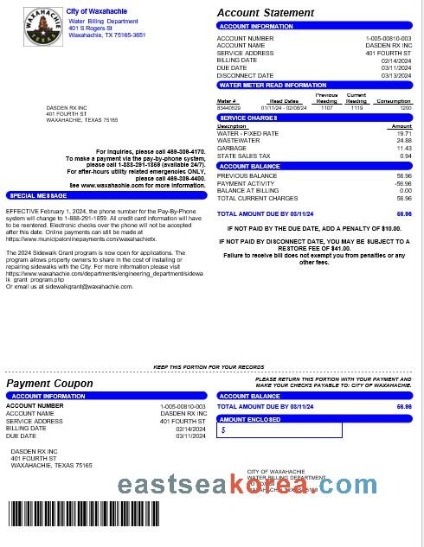 WAXAHACHIE
City of Waxahachie
Water Billing Department
401 S Rogers St
Waxahachie, TX 75165-3651
DASDEN RX INC
401 FOURTH ST
WAXAHACHIE, TEXAS 75165
For inquiries, please call 469-309-4170.
To make a payment via the pay-by-phone system,
please call 1-888-291-1859 (available 24/7).
For after-hours utility related emergencies ONLY,
please call 469-309-4400.
See www.waxahachie.com for more information.
SPECIAL MESSAGE
EFFECTIVE February 1, 2024, the phone number for the Pay-By-Phone
system will change to 1-888-291-1859. All credit card information will have
to be reentered. Electronic checks over the phone will not be accepted
after this date. Online payments can still be made at
https://www.municipalonlinepayments.com/waxahachietx.
The 2024 Sidewalk Grant program is now open for applications. The
program allows property owners to share in the cost of installing or
repairing sidewalks with the City. For more information please visit
https://www.waxahachie.com/departments/engineering_department/sidewa
lk_grant_program.php
Or email us at sidewalkgrant@waxahachie.com
Account Statement
ACCOUNT INFORMATION
ACCOUNT NUMBER 1-005-00810-003
ACCOUNT NAME DASDEN RX INC
SERVICE ADDRESS 401 FOURTH ST
BILLING DATE 02/14/2024
DUE DATE 03/11/2024
DISCONNECT DATE 03/13/2024
WATER METER READ INFORMATION
Previous Current
Meter # Read Dates Reading Reading Consumption
83440529 01/11/24 - 02/08/24 1107 1119 1200
SERVICE CHARGES
Description Amount
WATER - FIXED RATE 19.71
WASTEWATER 24.88
GARBAGE 11.43
STATE SALES TAX 0.94
ACCOUNT BALANCE
PREVIOUS BALANCE 56.96
PAYMENT ACTIVITY -56.96
BALANCE AT BILLING 0.00
TOTAL CURRENT CHARGES 56.96
TOTAL AMOUNT DUE BY 03/11/24 56.96
IF NOT PAID BY THE DUE DATE, ADD A PENALTY OF $10.00.
IF NOT PAID BY DISCONNECT DATE, YOU MAY BE SUBJECT TO A
RESTORE FEE OF $41.00.
Failure to receive bill does not exempt you from penalties or any
other fees.
KEEP THIS PORTION FOR YOUR RECORDS
Payment Coupon
PLEASE RETURN THIS PORTION WITH YOUR PAYMENT AND
MAKE YOUR CHECKS PAYABLE TO: CITY OF WAXAHACHIE.
ACCOUNT INFORMATION
ACCOUNT NUMBER 1-005-00810-003
ACCOUNT NAME DASDEN RX INC
SERVICE ADDRESS 401 FOURTH ST
BILLING DATE 02/14/2024
DUE DATE 03/11/2024
ACCOUNT BALANCE
TOTAL AMOUNT DUE BY 03/11/24 56.96
AMOUNT ENCLOSED
$
DASDEN RX INC
401 FOURTH ST
WAXAHACHIE, TEXAS 75165
CITY OF WAXAHACHIE
WATER BILLING DEPARTMENT
eastseakorea.com